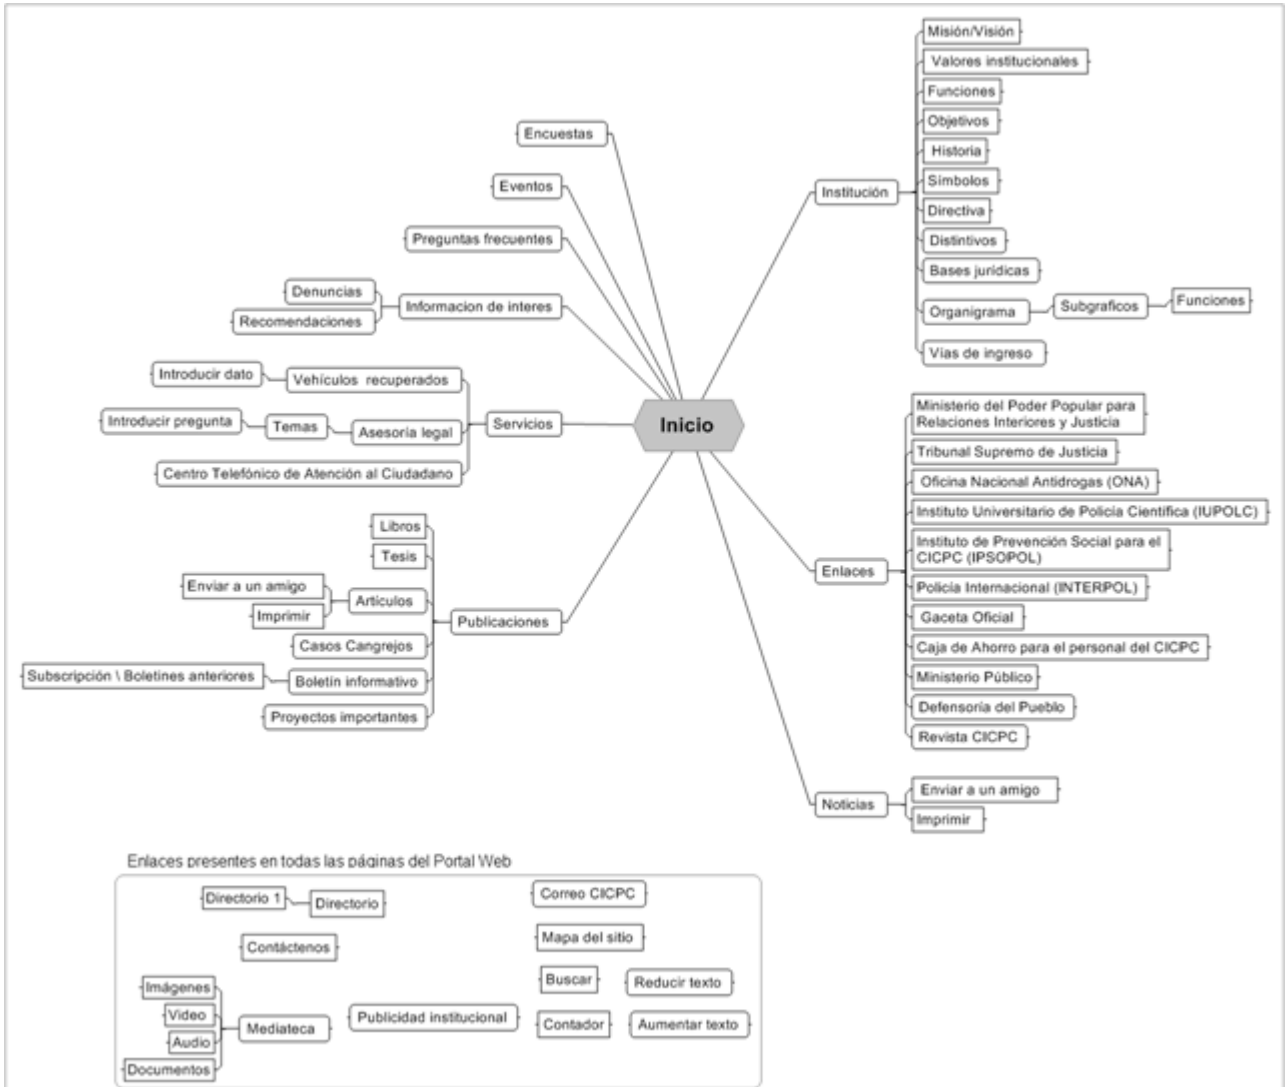 Encuestas
Eventos
Preguntas frecuentes
Denuncias
Recomendaciones
Informacion de interes
Introducir dato
Vehículos recuperados
Introducir pregunta
Temas
Asesoría legal
Centro Telefónico de Atención al Ciudadano
Servicios
Libros
Tesis
Enviar a un amigo
Imprimir
Artículos
Casos Cangrejos
Subscripción \ Boletines anteriores
Boletín informativo
Proyectos importantes
Publicaciones
Inicio
Institución
Misión/Visión
Valores institucionales
Funciones
Objetivos
Historia
Símbolos
Directiva
Distintivos
Bases jurídicas
Organigrama
Subgraficos
Funciones
Vías de ingreso
Enlaces
Ministerio del Poder Popular para
Relaciones Interiores y Justicia
Tribunal Supremo de Justicia
Oficina Nacional Antidrogas (ONA)
Instituto Universitario de Policía Científica (IUPOLC)
Instituto de Prevención Social para el
CICPC (IPSOPOL)
Policía Internacional (INTERPOL)
Gaceta Oficial
Caja de Ahorro para el personal del CICPC
Ministerio Público
Defensoría del Pueblo
Revista CICPC
Noticias
Enviar a un amigo
Imprimir
Enlaces presentes en todas las páginas del Portal Web
Directorio 1
Directorio
Contáctenos
Imágenes
Video
Audio
Documentos
Mediateca
Publicidad institucional
Correo CICPC
Mapa del sitio
Buscar
Reducir texto
Contador
Aumentar texto